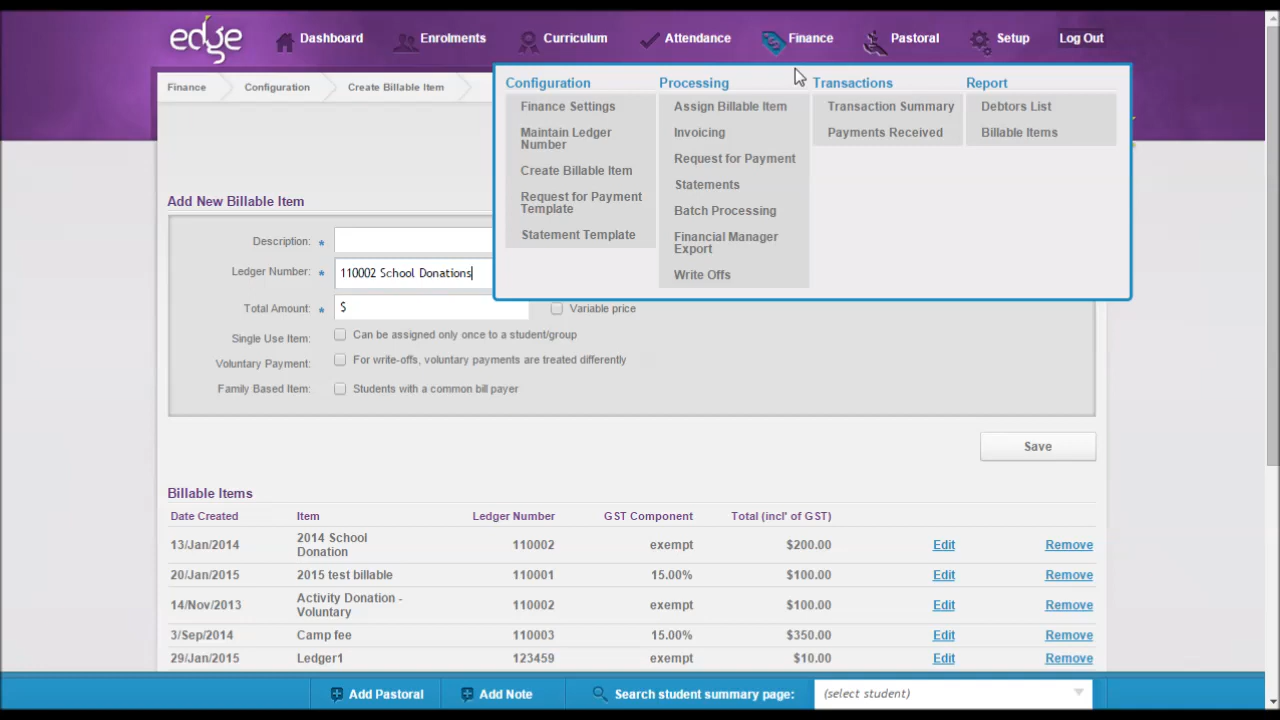 edge
Dashboard Enrolments Curriculum Attendance Finance Pastoral Setup Log Out
Finance Configuration Create Billable Item
Configuration Processing Transactions Report
Finance Settings Assign Billable Item Transaction Summary Debtors List
Maintain Ledger Number Invoicing Payments Received Billable Items
Create Billable Item Request for Payment
Request for Payment Template Statements
Statement Template Batch Processing
Financial Manager Export
Write Offs
Add New Billable Item
Description: *
Ledger Number: * 110002 School Donations
Total Amount: * $ Variable price
Single Use Item: Can be assigned only once to a student/group
Voluntary Payment: For write-offs, voluntary payments are treated differently
Family Based Item: Students with a common bill payer
Save
Billable Items
Date Created Item Ledger Number GST Component Total (incl' of GST)
13/Jan/2014 2014 School Donation 110002 exempt $200.00 Edit Remove
20/Jan/2015 2015 test billable 110001 15.00% $100.00 Edit Remove
14/Nov/2013 Activity Donation - Voluntary 110002 exempt $100.00 Edit Remove
3/Sep/2014 Camp fee 110003 15.00% $350.00 Edit Remove
29/Jan/2015 Ledger1 123459 exempt $10.00 Edit Remove
Add Pastoral Add Note Search student summary page: (select student)